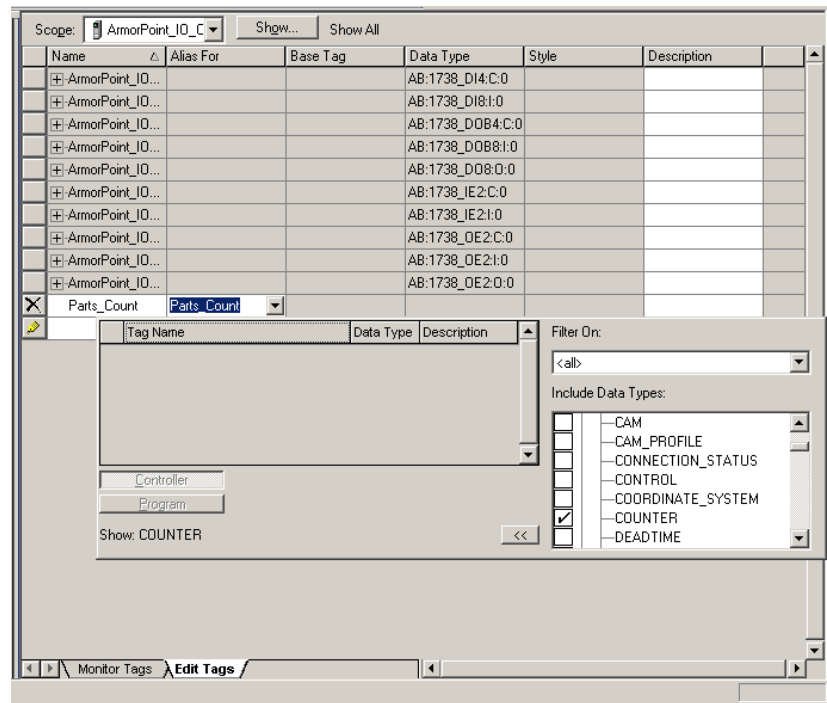 Scope: ArmorPoint_IO_C Show... Show All
Name Alias For Base Tag Data Type Style Description
ArmorPoint_IO... AB:1738_DI4:C:0
ArmorPoint_IO... AB:1738_DI8:I:0
ArmorPoint_IO... AB:1738_DOB4:C:0
ArmorPoint_IO... AB:1738_DOB8:I:0
ArmorPoint_IO... AB:1738_DO8:O:0
ArmorPoint_IO... AB:1738_IE2:C:0
ArmorPoint_IO... AB:1738_IE2:I:0
ArmorPoint_IO... AB:1738_OE2:C:0
ArmorPoint_IO... AB:1738_OE2:I:0
ArmorPoint_IO... AB:1738_OE2:O:0
Parts_Count Parts_Count
Tag Name Data Type Description
Controller
Program
Show: COUNTER
<<
Filter On:
<all>
Include Data Types:
CAM
CAM_PROFILE
CONNECTION_STATUS
CONTROL
COORDINATE_SYSTEM
COUNTER
DEADTIME
Monitor Tags Edit Tags